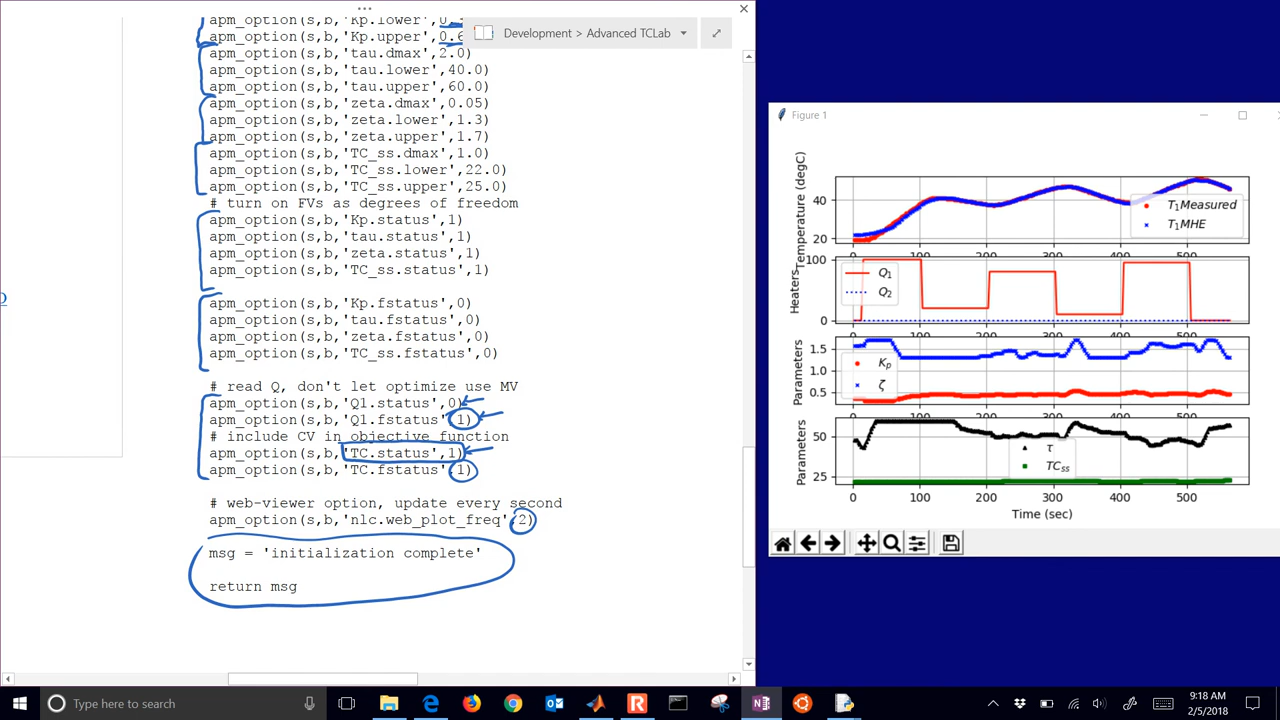 apm_option(s,b,'Kp.lower',0.
apm_option(s,b,'Kp.upper',0.6
apm_option(s,b,'tau.dmax',2.0)
apm_option(s,b,'tau.lower',40.0)
apm_option(s,b,'tau.upper',60.0)
apm_option(s,b,'zeta.dmax',0.05)
apm_option(s,b,'zeta.lower',1.3)
apm_option(s,b,'zeta.upper',1.7)
apm_option(s,b,'TC_ss.dmax',1.0)
apm_option(s,b,'TC_ss.lower',22.0)
apm_option(s,b,'TC_ss.upper',25.0)
# turn on FVs as degrees of freedom
apm_option(s,b,'Kp.status',1)
apm_option(s,b,'tau.status',1)
apm_option(s,b,'zeta.status',1)
apm_option(s,b,'TC_ss.status',1)
apm_option(s,b,'Kp.fstatus',0)
apm_option(s,b,'tau.fstatus',0)
apm_option(s,b,'zeta.fstatus',0)
apm_option(s,b,'TC_ss.fstatus',0)
# read Q, don't let optimize use MV
apm_option(s,b,'Q1.status',0)
apm_option(s,b,'Q1.fstatus',1)
# include CV in objective function
apm_option(s,b,'TC.status',1)
apm_option(s,b,'TC.fstatus',1)
# web-viewer option, update every second
apm_option(s,b,'nlc.web_plot_freq',2)
msg = 'initialization complete'
return msg
Development > Advanced TCLab
Figure 1
Temperature (degC)
40
20
T1Measured
T1MHE
Heaters
100
0
Q1
Q2
Parameters
1.5
1.0
0.5
Kp
ζ
Parameters
50
25
τ
TCss
0 100 200 300 400 500
Time (sec)
Type here to search
9:18 AM
2/5/2018